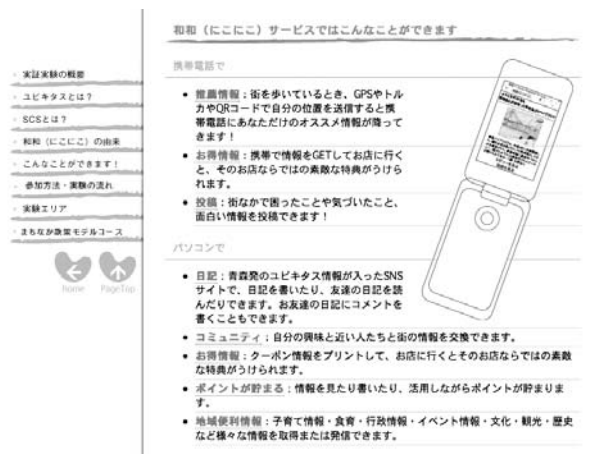 和和（にこにこ）サービスではこんなことができます
実証実験の概要
ユビキタスとは？
SCSとは？
和和（にこにこ）の由来
こんなことができます！
参加方法・実験の流れ
実験エリア
まちなか散策モデルコース
home PageTop
携帯電話で
推薦情報：街を歩いているとき、GPSやトル
カやQRコードで自分の位置を送信すると携
帯電話にあなただけのオススメ情報が降って
きます！
お得情報：携帯で情報をGETしてお店に行く
と、そのお店ならではの素敵な特典がうけら
れます。
投稿：街なかで困ったことや気づいたこと、
面白い情報を投稿できます！
パソコンで
日記：青森発のユビキタス情報が入ったSNS
サイトで、日記を書いたり、友達の日記を読
んだりできます。お友達の日記にコメントを
書くこともできます。
コミュニティ：自分の興味と近い人たちと街の情報を交換できます。
お得情報：クーポン情報をプリントして、お店に行くとそのお店ならではの素敵
な特典がうけられます。
ポイントが貯まる：情報を見たり書いたり、活用しながらポイントが貯まりま
す。
地域便利情報：子育て情報・食育・行政情報・イベント情報・文化・観光・歴史
など様々な情報を取得または発信できます。